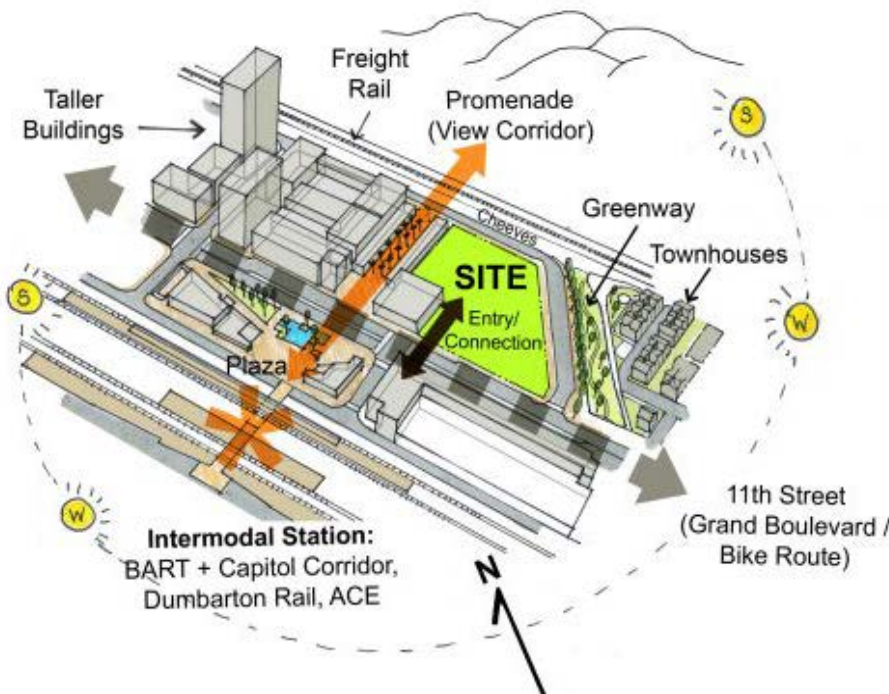 Freight
Rail
Taller
Buildings
Promenade
(View Corridor)
S
Cheeves
Greenway
Townhouses
SITE
Entry/
Connection
S
W
Plaza
W
11th Street
(Grand Boulevard /
Bike Route)
Intermodal Station:
BART + Capitol Corridor,
Dumbarton Rail, ACE
N